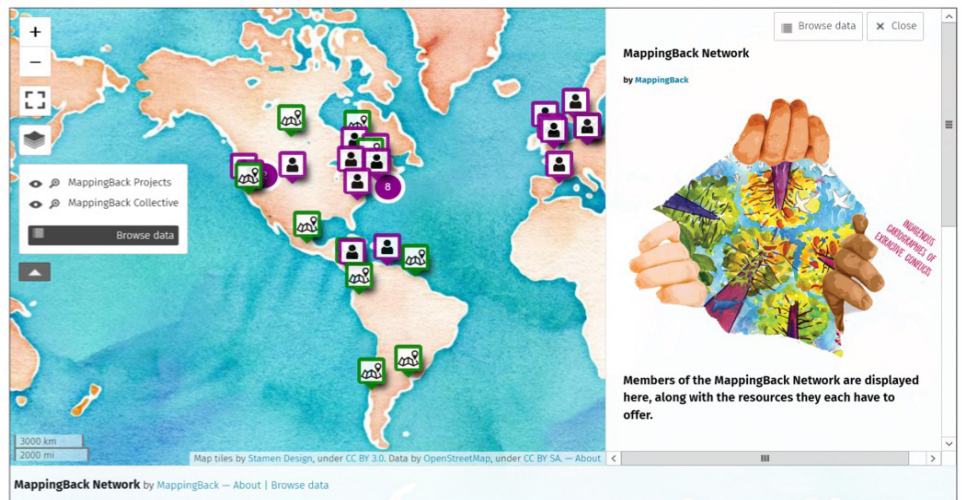 +
−
MappingBack Projects
MappingBack Collective
Browse data
8
3000 km
2000 mi
Map tiles by Stamen Design, under CC BY 3.0. Data by OpenStreetMap, under CC BY SA. — About
Browse data
× Close
MappingBack Network
by MappingBack
INDIGENOUS
CARTOGRAPHIES OF
EXTRACTIVE CONFLICTS
Members of the MappingBack Network are displayed
here, along with the resources they each have to
offer.
MappingBack Network by MappingBack — About | Browse data